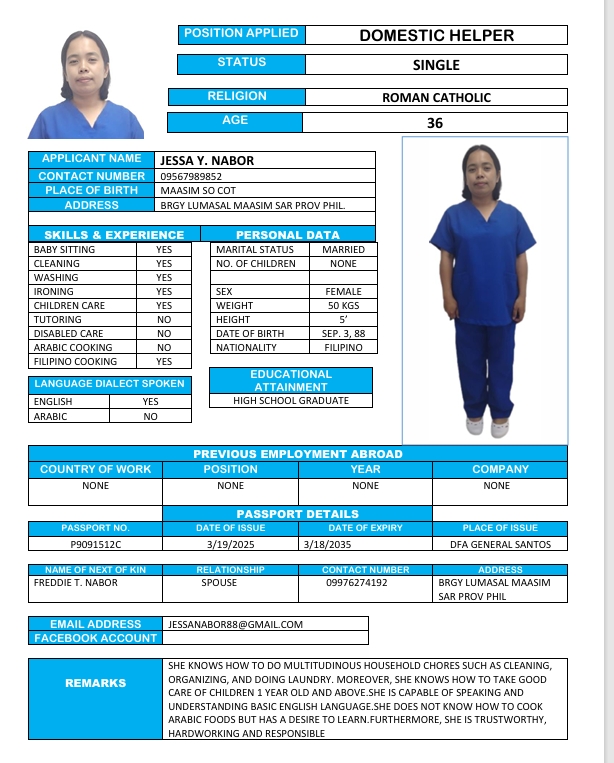 POSITION APPLIED DOMESTIC HELPER
STATUS SINGLE
RELIGION ROMAN CATHOLIC
AGE 36
APPLICANT NAME JESSA Y. NABOR
CONTACT NUMBER 09567989852
PLACE OF BIRTH MAASIM SO COT
ADDRESS BRGY LUMASAL MAASIM SAR PROV PHIL.
SKILLS & EXPERIENCE PERSONAL DATA
BABY SITTING YES MARITAL STATUS MARRIED
CLEANING YES NO. OF CHILDREN NONE
WASHING YES
IRONING YES SEX FEMALE
CHILDREN CARE YES WEIGHT 50 KGS
TUTORING NO HEIGHT 5’
DISABLED CARE NO DATE OF BIRTH SEP. 3, 88
ARABIC COOKING NO NATIONALITY FILIPINO
FILIPINO COOKING YES
LANGUAGE DIALECT SPOKEN
ENGLISH YES
ARABIC NO
EDUCATIONAL
ATTAINMENT
HIGH SCHOOL GRADUATE
PREVIOUS EMPLOYMENT ABROAD
COUNTRY OF WORK POSITION YEAR COMPANY
NONE NONE NONE NONE
PASSPORT DETAILS
PASSPORT NO. DATE OF ISSUE DATE OF EXPIRY PLACE OF ISSUE
P9091512C 3/19/2025 3/18/2035 DFA GENERAL SANTOS
NAME OF NEXT OF KIN RELATIONSHIP CONTACT NUMBER ADDRESS
FREDDIE T. NABOR SPOUSE 09976274192 BRGY LUMASAL MAASIM
SAR PROV PHIL
EMAIL ADDRESS JESSANABOR88@GMAIL.COM
FACEBOOK ACCOUNT
REMARKS
SHE KNOWS HOW TO DO MULTITUDINOUS HOUSEHOLD CHORES SUCH AS CLEANING,
ORGANIZING, AND DOING LAUNDRY. MOREOVER, SHE KNOWS HOW TO TAKE GOOD
CARE OF CHILDREN 1 YEAR OLD AND ABOVE.SHE IS CAPABLE OF SPEAKING AND
UNDERSTANDING BASIC ENGLISH LANGUAGE.SHE DOES NOT KNOW HOW TO COOK
ARABIC FOODS BUT HAS A DESIRE TO LEARN.FURTHERMORE, SHE IS TRUSTWORTHY,
HARDWORKING AND RESPONSIBLE